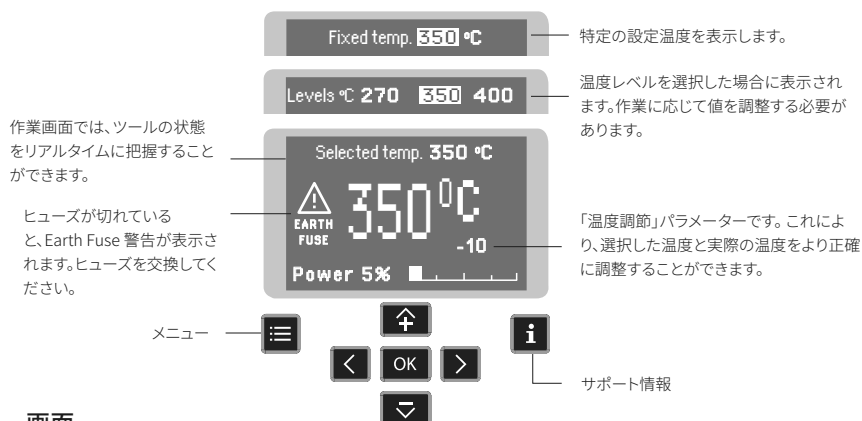 Fixed temp. 350 ºC
特定の設定温度を表示します。
Levels ºC 270 350 400
温度レベルを選択した場合に表示され
ます。作業に応じて値を調整する必要が
あります。
作業画面では、ツールの状態
をリアルタイムに把握すること
ができます。
Selected temp. 350 ºC
350ºC
EARTH
FUSE
-10
Power 5%
ヒューズが切れている
と、Earth Fuse 警告が表示さ
れます。ヒューズを交換してく
ださい。
「温度調節」パラメーターです。これによ
り、選択した温度と実際の温度をより正確
に調整することができます。
メニュー
OK
i
サポート情報
画面